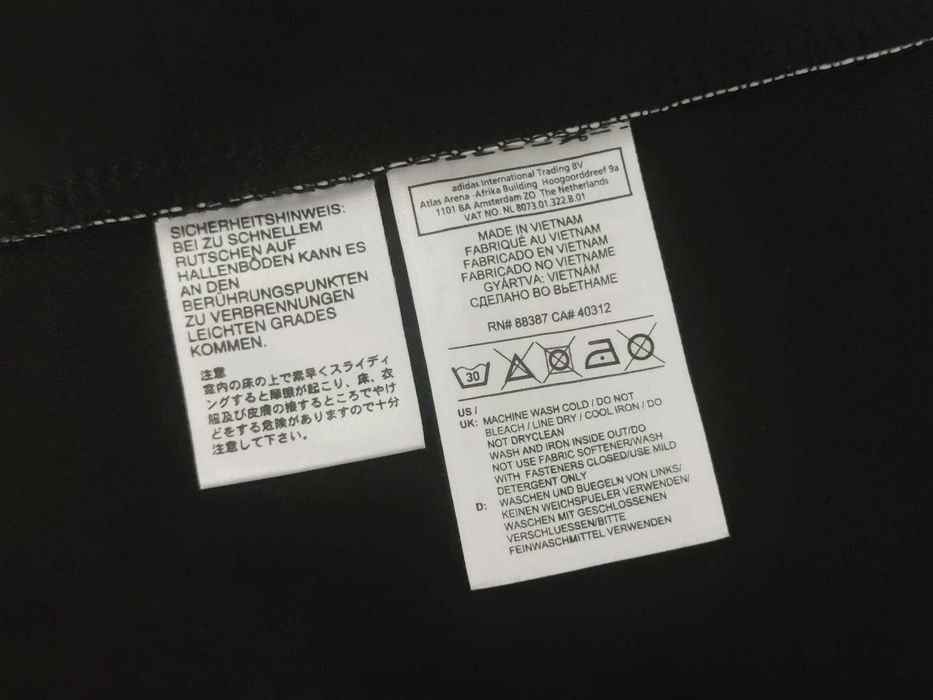 SICHERHEITSHINWEIS:
BEI ZU SCHNELLEM
RUTSCHEN AUF
HALLENBÖDEN KANN ES
AN DEN
BERÜHRUNGSPUNKTEN
ZU VERBRENNUNGEN
LEICHTEN GRADES
KOMMEN.
注意
室内の床の上で素早くスライディ
ングすると摩擦が起こり、床、衣
服及び皮膚の接するところでやけ
どをする危険がありますので十分
注意して下さい。
adidas International Trading BV
Atlas Arena -Afrika Building Hoogoorddreef 9a
1101 BA Amsterdam ZO The Netherlands
VAT NO. NL 8073.01.322.B.01
MADE IN VIETNAM
FABRIQUÉ AU VIETNAM
FABRICADO EN VIETNAM
FABRICADO NO VIETNAME
GYÁRTVA: VIETNÁM
СДЕЛАНО ВО ВЬЕТНАМЕ
RN# 88387 CA# 40312
30
US /
UK: MACHINE WASH COLD / DO NOT
BLEACH / LINE DRY / COOL IRON / DO
NOT DRYCLEAN
WASH AND IRON INSIDE OUT/DO
NOT USE FABRIC SOFTENER/WASH
WITH FASTENERS CLOSED/USE MILD
DETERGENT ONLY
D: WASCHEN UND BUEGELN VON LINKS/
KEINEN WEICHSPUELER VERWENDEN/
WASCHEN MIT GESCHLOSSENEN
VERSCHLUESSEN/BITTE
FEINWASCHMITTEL VERWENDEN